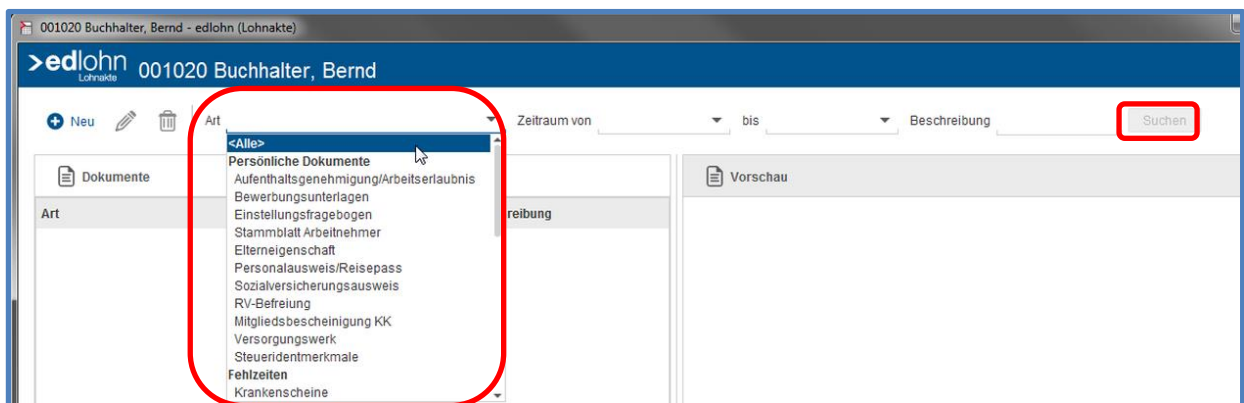 001020 Buchhalter, Bernd - edlohn (Lohnakte)
>edlohn 001020 Buchhalter, Bernd
Lohnakte
Neu Art Zeitraum von bis Beschreibung Suchen
<Alle>
Persönliche Dokumente
Dokumente Vorschau
Aufenthaltsgenehmigung/Arbeitserlaubnis
Bewerbungsunterlagen
Art Einstellungsfragebogen reibung
Stammblatt Arbeitnehmer
Elterneigenschaft
Personalausweis/Reisepass
Sozialversicherungsausweis
RV-Befreiung
Mitgliedsbescheinigung KK
Versorgungswerk
Steueridentmerkmale
Fehlzeiten
Krankenscheine